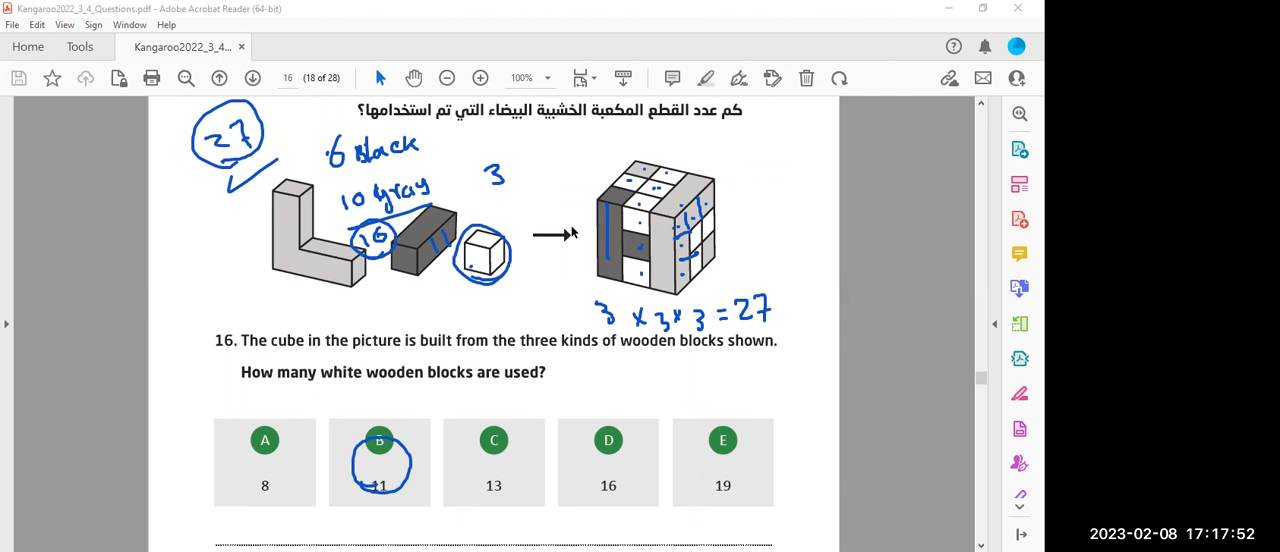 Kangaroo2022_3_4_Questions.pdf - Adobe Acrobat Reader (64-bit)
File Edit View Sign Window Help
Home Tools Kangaroo2022_3_4... ×
16 (18 of 28) 100%
كم عدد القطع المكعبة الخشبية البيضاء التي تم استخدامها؟
27
6 Black
10 gray
16
3
11
3 x 3 x 3 = 27
16. The cube in the picture is built from the three kinds of wooden blocks shown.
How many white wooden blocks are used?
A B C D E
8 11 13 16 19
2023-02-08 17:17:52